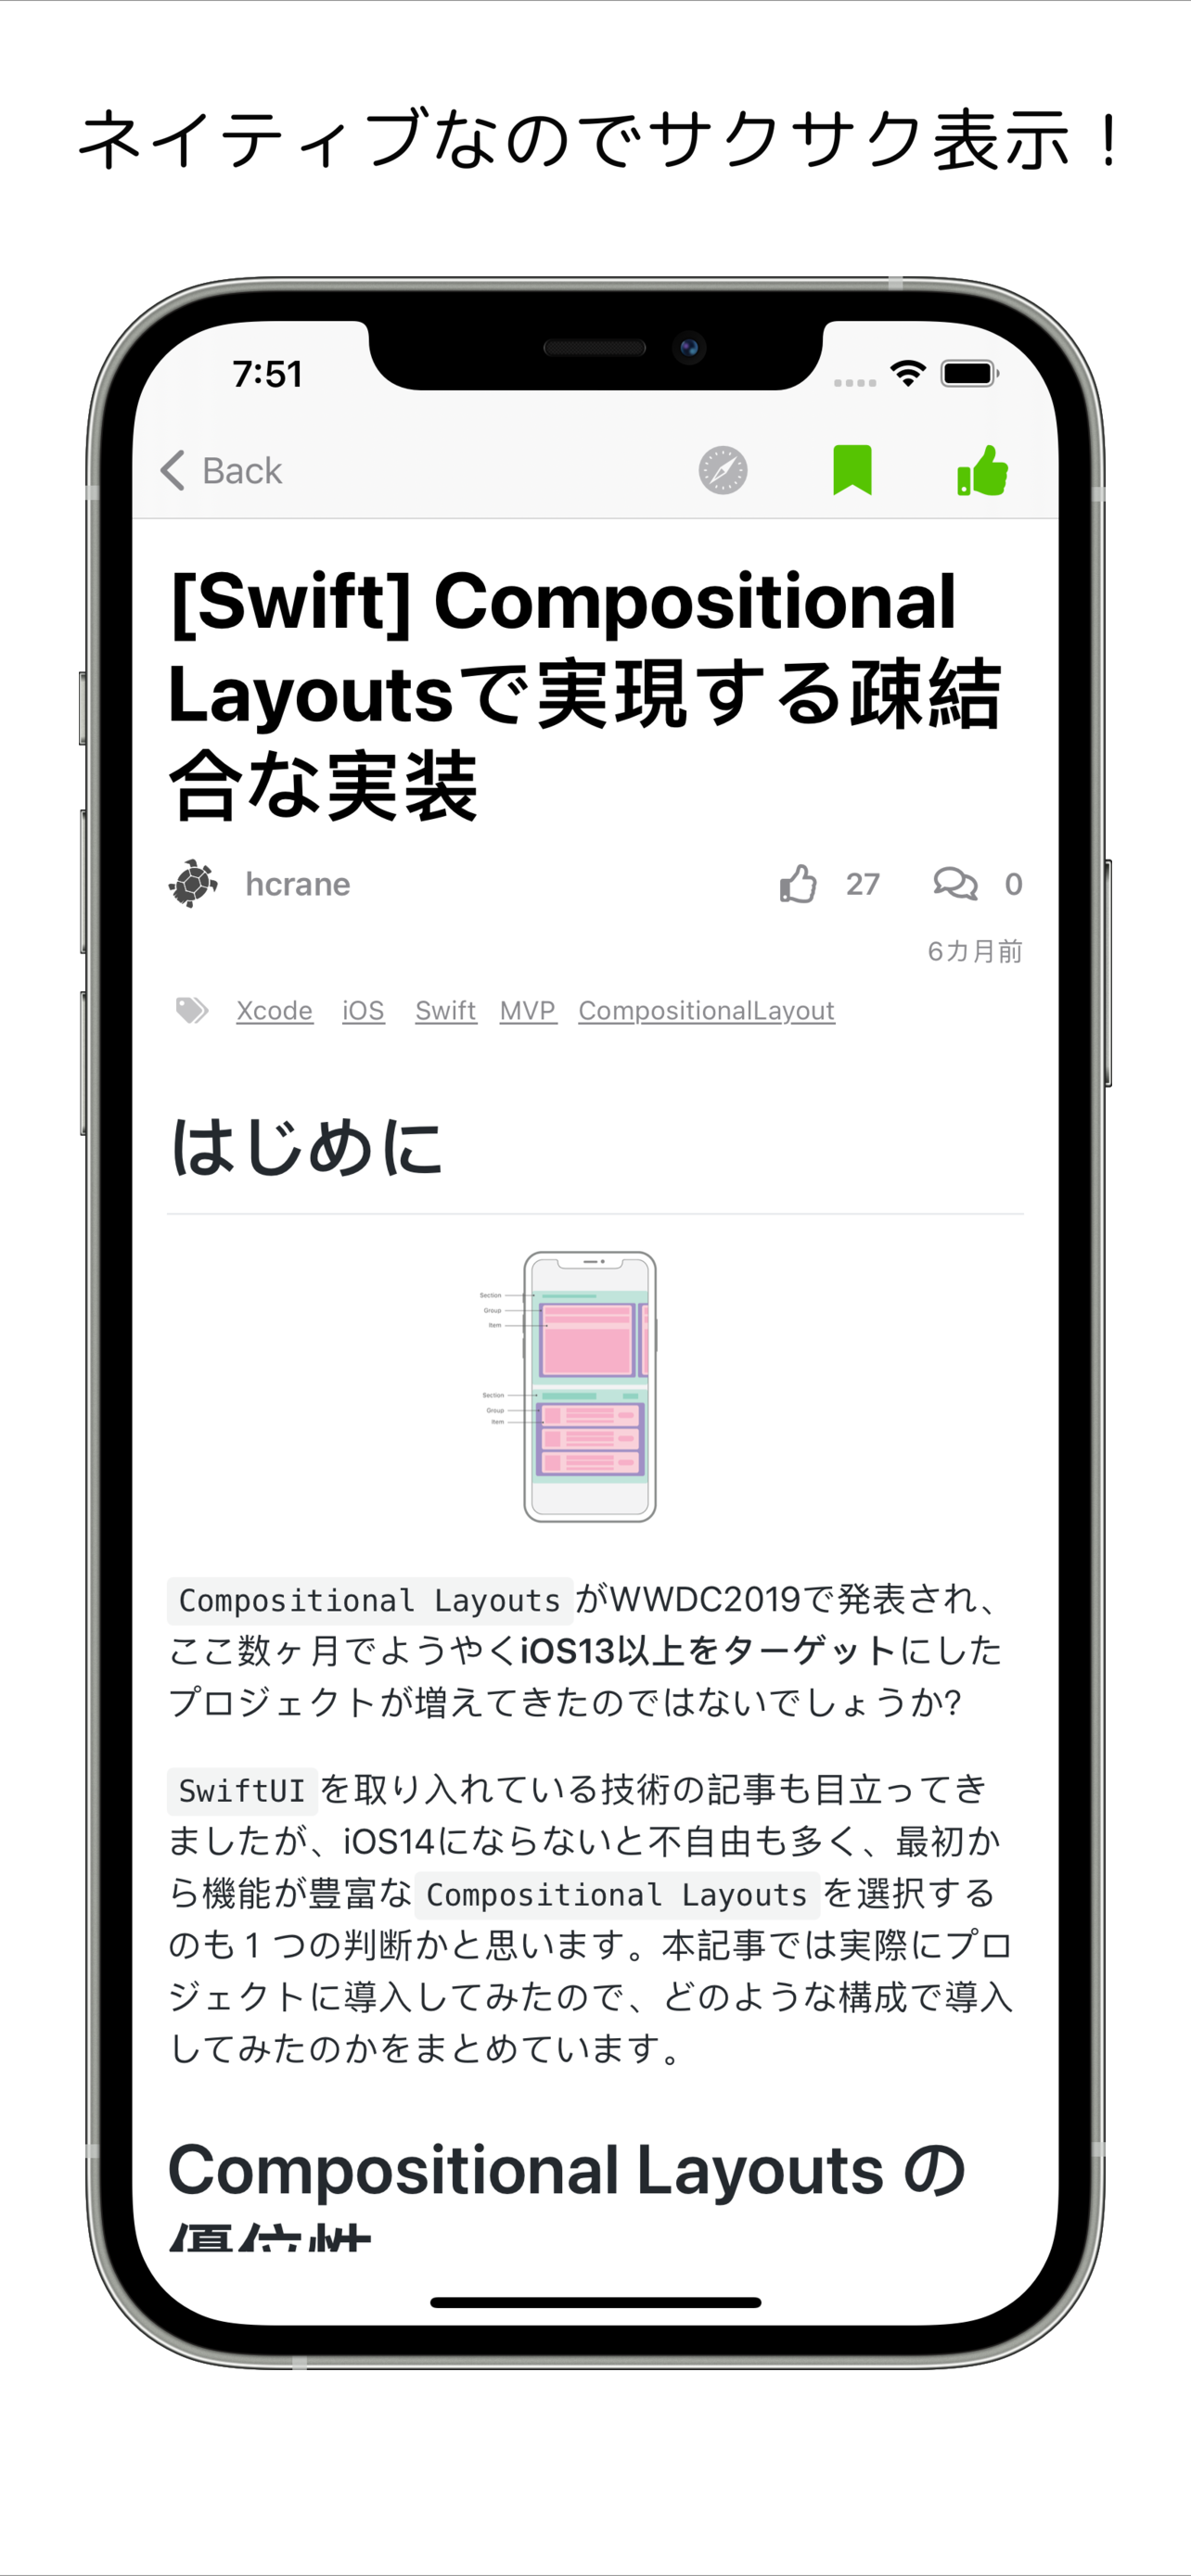 ネイティブなのでサクサク表示！
7:51
Back
[Swift] Compositional
Layoutsで実現する疎結
合な実装
hcrane 27 0
6カ月前
Xcode iOS Swift MVP CompositionalLayout
はじめに
Section
Group
Item
Section
Group
Item
Compositional Layouts がWWDC2019で発表され、
ここ数ヶ月でようやくiOS13以上をターゲットにした
プロジェクトが増えてきたのではないでしょうか?
SwiftUI を取り入れている技術の記事も目立ってき
ましたが、iOS14にならないと不自由も多く、最初か
ら機能が豊富な Compositional Layouts を選択する
のも１つの判断かと思います。本記事では実際にプロ
ジェクトに導入してみたので、どのような構成で導入
してみたのかをまとめています。
Compositional Layouts の
優位性